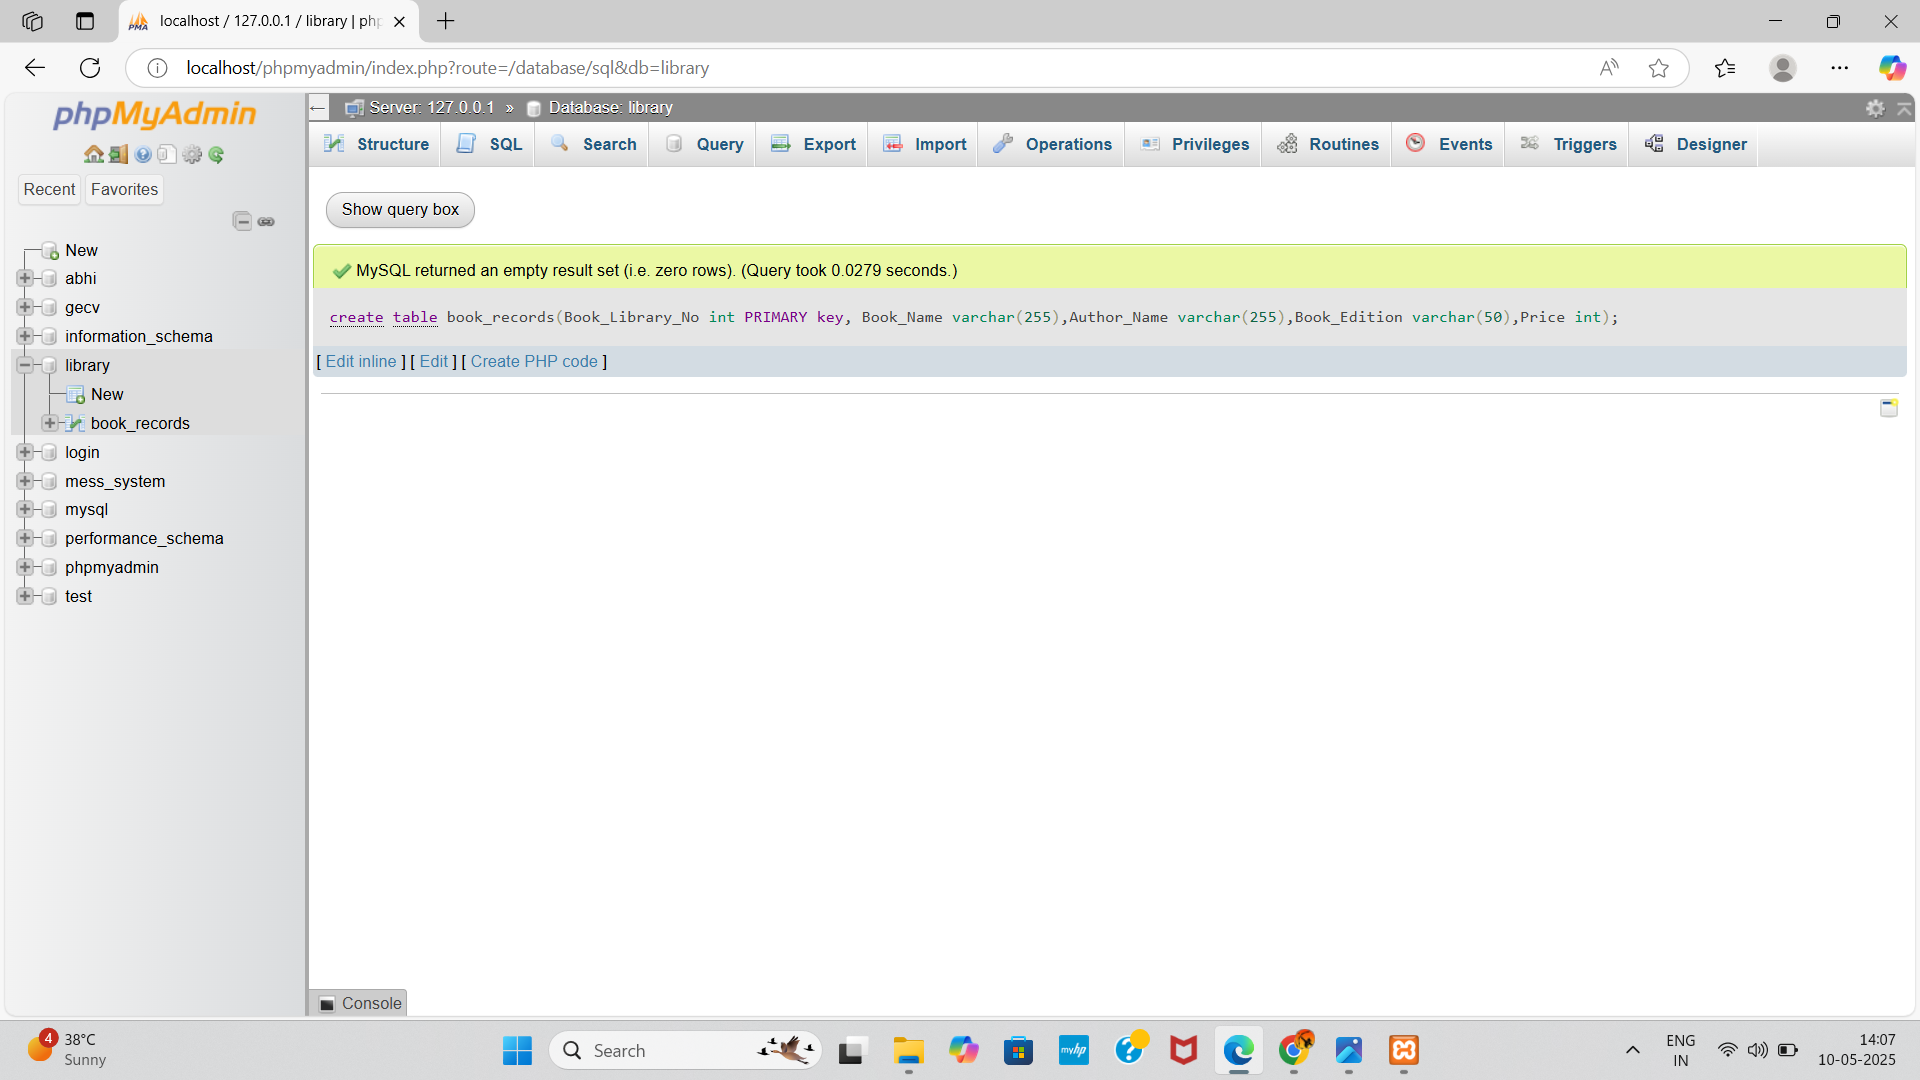 localhost / 127.0.0.1 / library | php
localhost/phpmyadmin/index.php?route=/database/sql&db=library
phpMyAdmin
Recent Favorites
New
abhi
gecv
information_schema
library
New
book_records
login
mess_system
mysql
performance_schema
phpmyadmin
test
Server: 127.0.0.1 » Database: library
Structure SQL Search Query Export Import Operations Privileges Routines Events Triggers Designer
Show query box
MySQL returned an empty result set (i.e. zero rows). (Query took 0.0279 seconds.)
create table book_records(Book_Library_No int PRIMARY key, Book_Name varchar(255),Author_Name varchar(255),Book_Edition varchar(50),Price int);
[ Edit inline ] [ Edit ] [ Create PHP code ]
Console
4
38°C
Sunny
Search
myhp
ENG
IN
14:07
10-05-2025